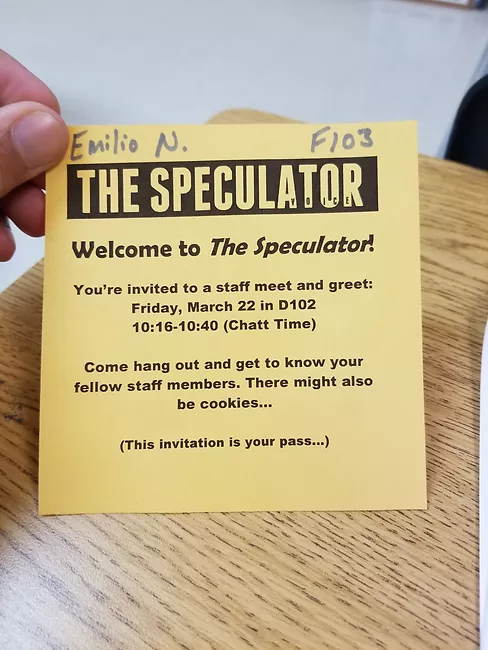 Emilio N. F103
THE SPECULATOR
VOICE
Welcome to The Speculator!
You're invited to a staff meet and greet:
Friday, March 22 in D102
10:16-10:40 (Chatt Time)
Come hang out and get to know your
fellow staff members. There might also
be cookies...
(This invitation is your pass...)